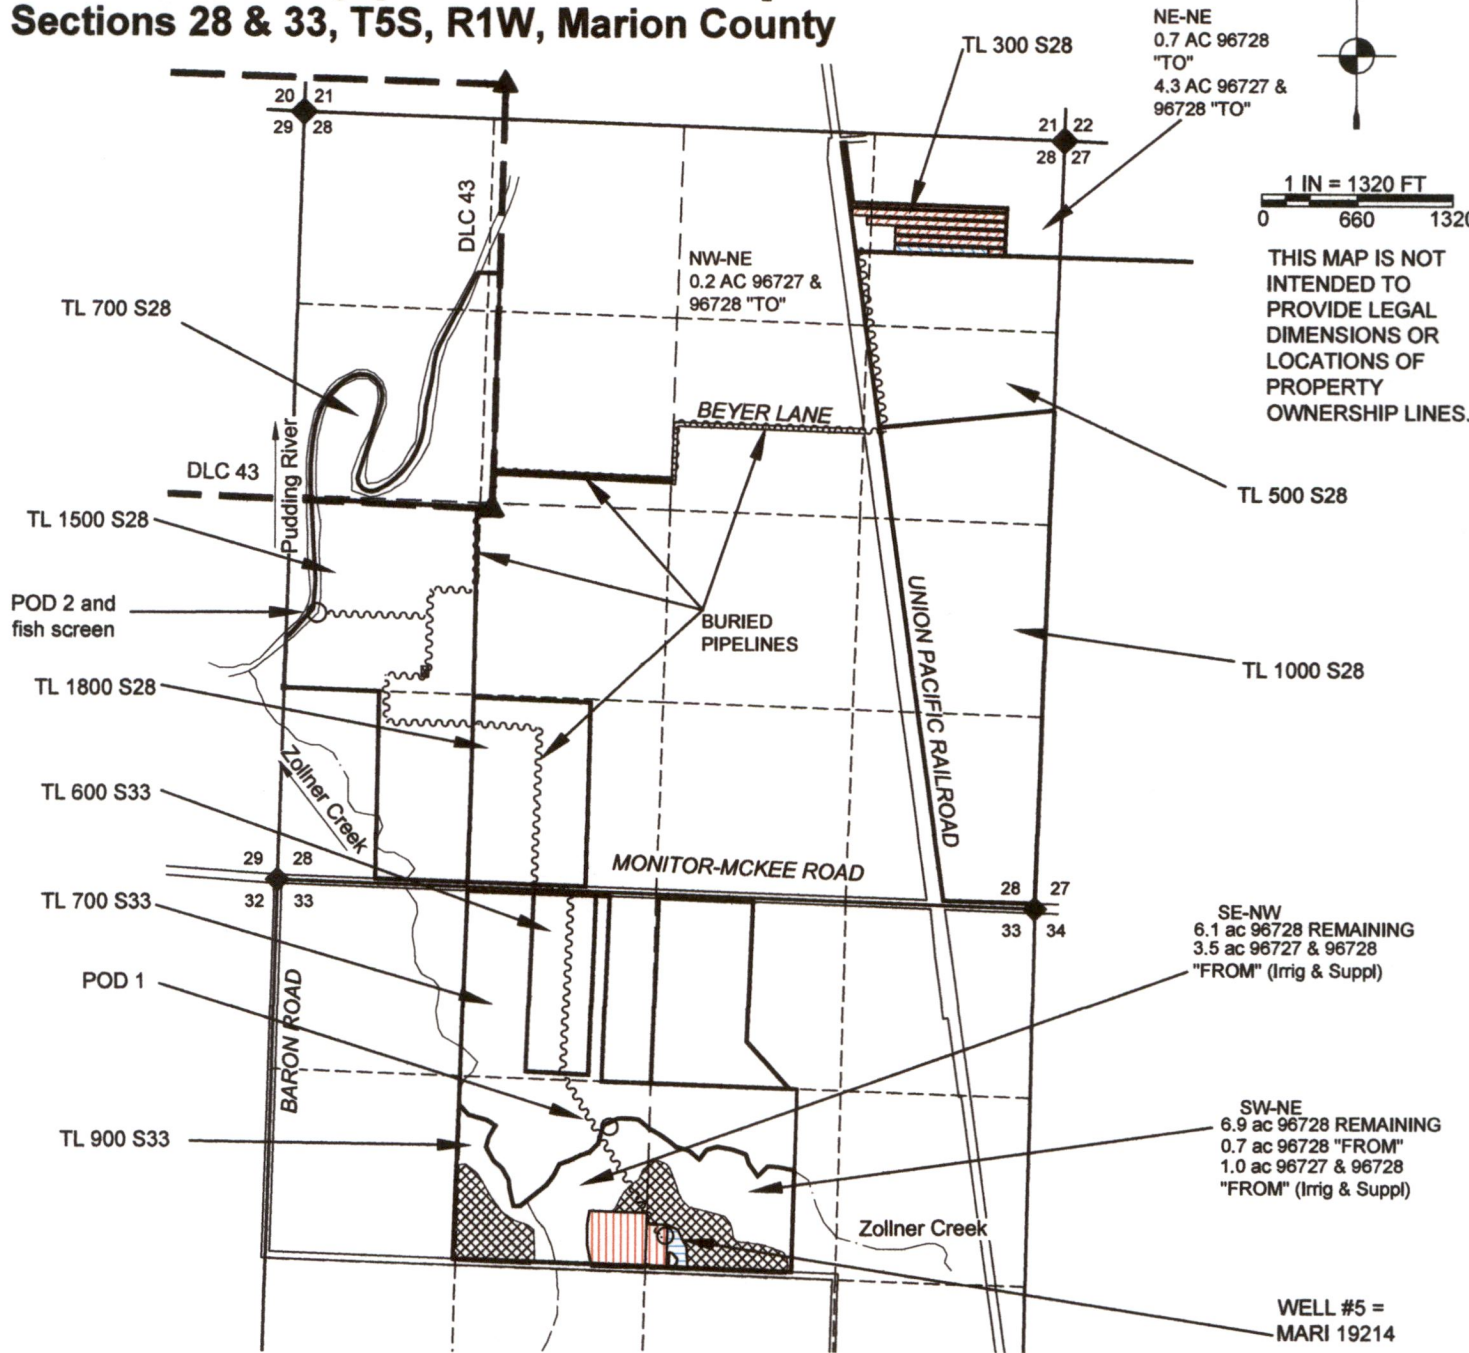 Sections 28 & 33, T5S, R1W, Marion County
NE-NE
0.7 AC 96728
"TO"
4.3 AC 96727 &
96728 "TO"
TL 300 S28
20 21
29 28
21 22
28 27
1 IN = 1320 FT
0 660 1320
THIS MAP IS NOT
INTENDED TO
PROVIDE LEGAL
DIMENSIONS OR
LOCATIONS OF
PROPERTY
OWNERSHIP LINES.
DLC 43
NW-NE
0.2 AC 96727 &
96728 "TO"
TL 700 S28
BEYER LANE
Pudding River
DLC 43
TL 500 S28
TL 1500 S28
POD 2 and
fish screen
BURIED
PIPELINES
UNION PACIFIC RAILROAD
TL 1000 S28
TL 1800 S28
Zollner Creek
TL 600 S33
MONITOR-MCKEE ROAD
29 28
32 33
28 27
33 34
TL 700 S33
SE-NW
6.1 ac 96728 REMAINING
3.5 ac 96727 & 96728
"FROM" (Irrig & Suppl)
POD 1
BARON ROAD
SW-NE
6.9 ac 96728 REMAINING
0.7 ac 96728 "FROM"
1.0 ac 96727 & 96728
"FROM" (Irrig & Suppl)
TL 900 S33
Zollner Creek
WELL #5 =
MARI 19214